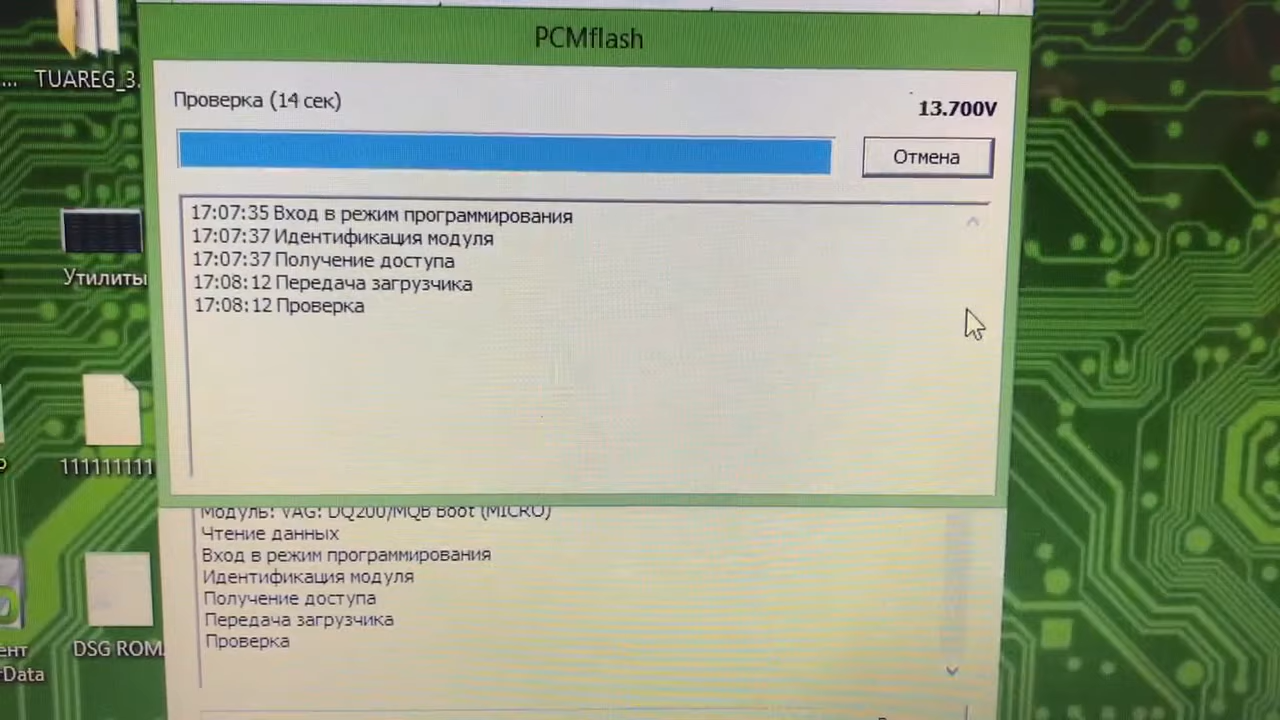 PCMflash
... TUAREG_3.
Проверка (14 сек)
13.700V
Отмена
17:07:35 Вход в режим программирования
17:07:37 Идентификация модуля
17:07:37 Получение доступа
17:08:12 Передача загрузчика
17:08:12 Проверка
Утилиты
111111111
Модуль: VAG: DQ200/MQB Boot (MICRO)
Чтение данных
Вход в режим программирования
Идентификация модуля
Получение доступа
Передача загрузчика
Проверка
DSG ROM.
ент
rData